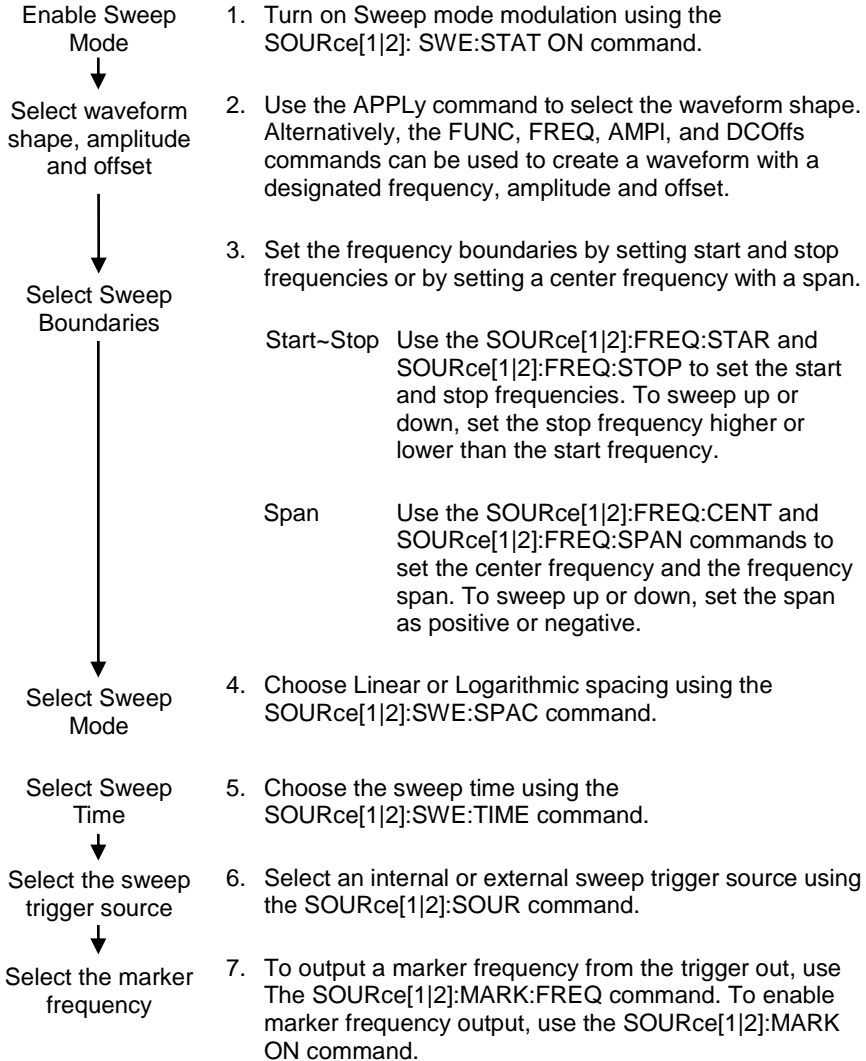 Enable Sweep
Mode
1. Turn on Sweep mode modulation using the
SOURce[1|2]: SWE:STAT ON command.
Select waveform
shape, amplitude
and offset
2. Use the APPLy command to select the waveform shape.
Alternatively, the FUNC, FREQ, AMPl, and DCOffs
commands can be used to create a waveform with a
designated frequency, amplitude and offset.
Select Sweep
Boundaries
3. Set the frequency boundaries by setting start and stop
frequencies or by setting a center frequency with a span.
Start~Stop Use the SOURce[1|2]:FREQ:STAR and
SOURce[1|2]:FREQ:STOP to set the start
and stop frequencies. To sweep up or
down, set the stop frequency higher or
lower than the start frequency.
Span Use the SOURce[1|2]:FREQ:CENT and
SOURce[1|2]:FREQ:SPAN commands to
set the center frequency and the frequency
span. To sweep up or down, set the span
as positive or negative.
Select Sweep
Mode
4. Choose Linear or Logarithmic spacing using the
SOURce[1|2]:SWE:SPAC command.
Select Sweep
Time
5. Choose the sweep time using the
SOURce[1|2]:SWE:TIME command.
Select the sweep
trigger source
6. Select an internal or external sweep trigger source using
the SOURce[1|2]:SOUR command.
Select the marker
frequency
7. To output a marker frequency from the trigger out, use
The SOURce[1|2]:MARK:FREQ command. To enable
marker frequency output, use the SOURce[1|2]:MARK
ON command.